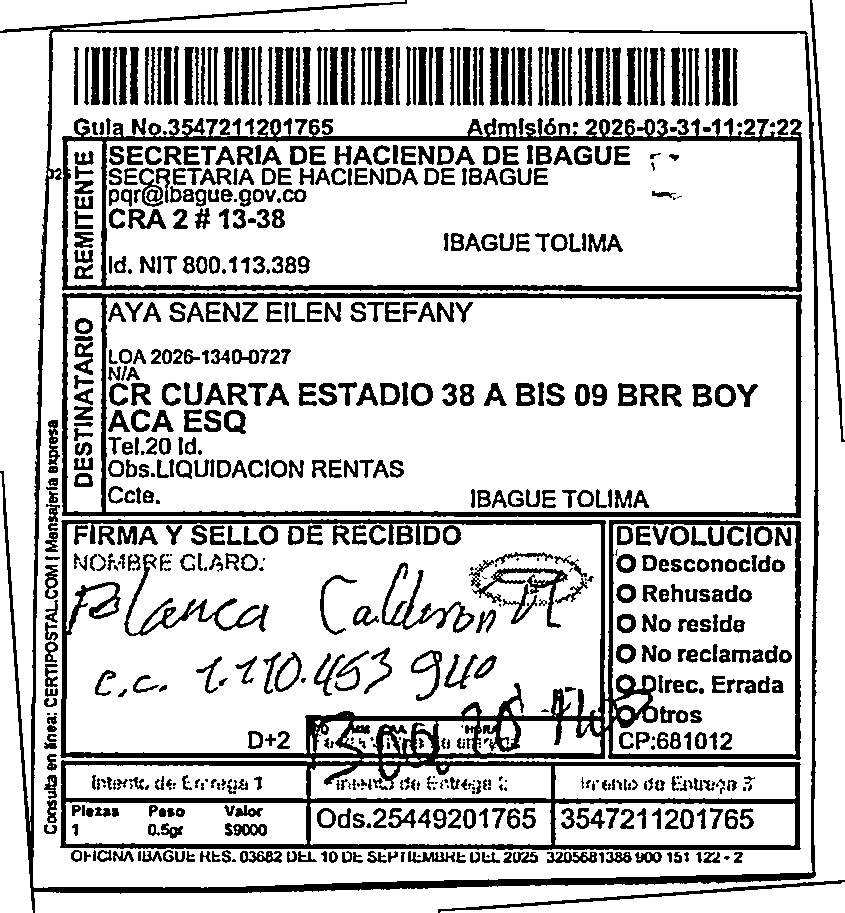 Guia No.3547211201765 Admisión: 2026-03-31-11:27:22
REMITENTE
SECRETARIA DE HACIENDA DE IBAGUE
SECRETARIA DE HACIENDA DE IBAGUE
pqr@ibague.gov.co
CRA 2 # 13-38
IBAGUE TOLIMA
Id. NIT 800.113.389
DESTINATARIO
AYA SAENZ EILEN STEFANY
LOA 2026-1340-0727
N/A
CR CUARTA ESTADIO 38 A BIS 09 BRR BOY
ACA ESQ
Tel.20 Id.
Obs.LIQUIDACION RENTAS
Ccte.
IBAGUE TOLIMA
Consulta en linea: CERTIPOSTAL.COM | Mensajeria expresa
FIRMA Y SELLO DE RECIBIDO
NOMBRE CLARO:
Blanca Calderon
c.c. 1.110.453 940
D+2
DEVOLUCION
Desconocido
Rehusado
No reside
No reclamado
Direc. Errada
Otros
CP:681012
Intento de Entrega 1 Intento de Entrega 2 Intento de Entrega 3
Piezas Peso Valor
1 0.5gr $9000
Ods.25449201765 3547211201765
OFICINA IBAGUE RES. 03682 DEL 10 DE SEPTIEMBRE DEL 2025 3205681388 900 151 122 - 2